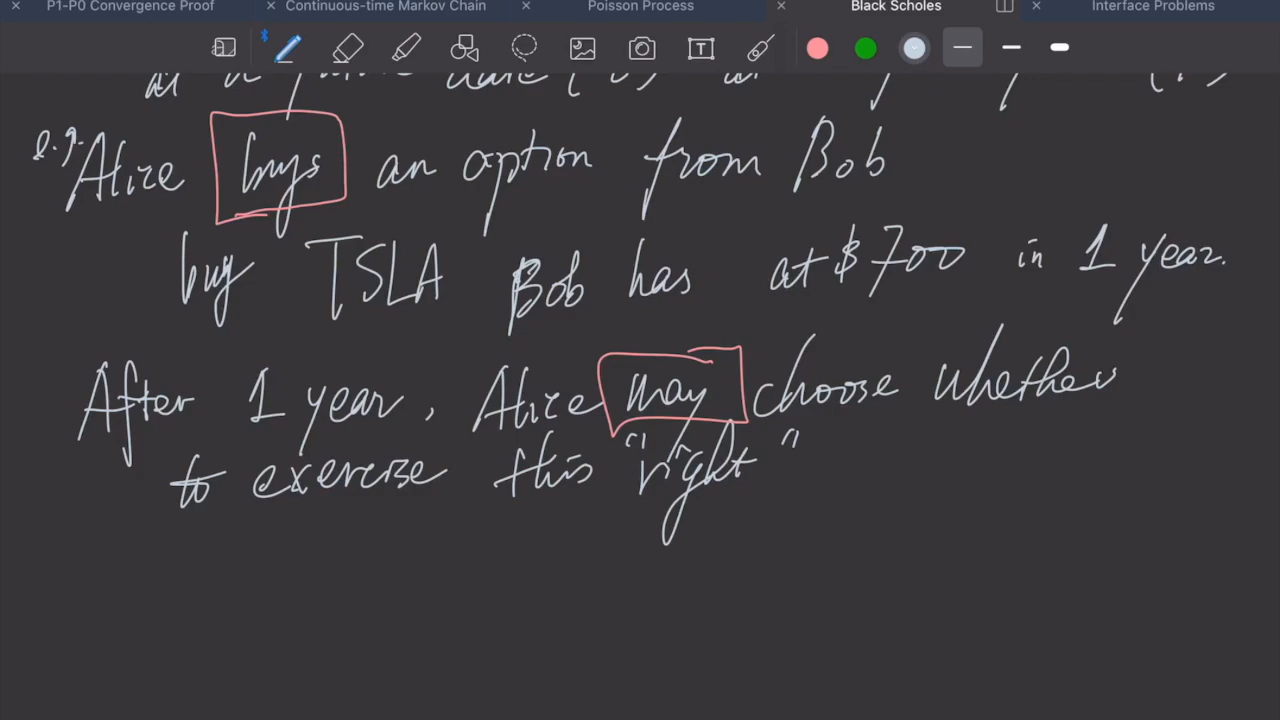 P1-P0 Convergence Proof Continuous-time Markov Chain Poisson Process Black Scholes Interface Problems
T
at a date
e.g. Alice buys an option from Bob
buy TSLA Bob has at $700 in 1 year.
After 1 year, Alice may choose whether
to exercise this "right"